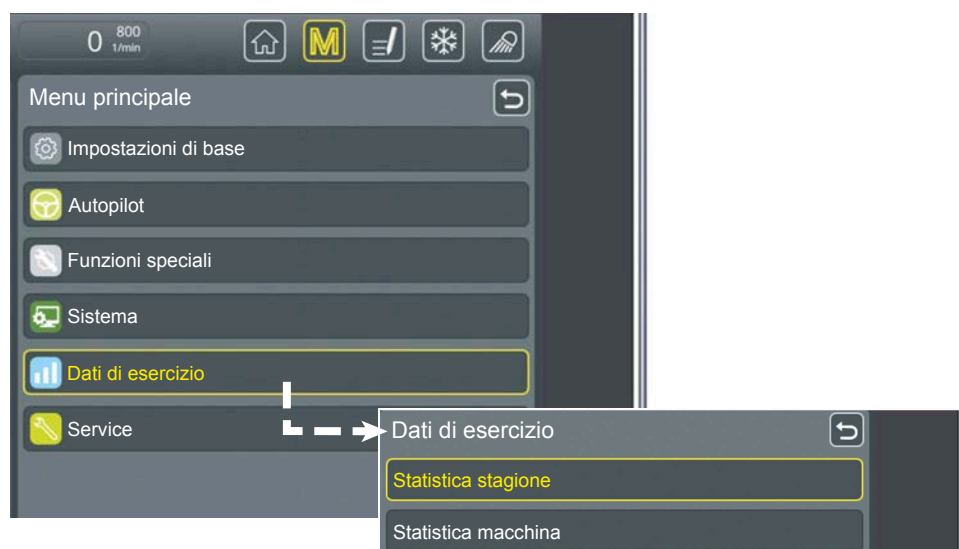 0 800 1/min
M
Menu principale
Impostazioni di base
Autopilot
Funzioni speciali
Sistema
Dati di esercizio
Service
Dati di esercizio
Statistica stagione
Statistica macchina